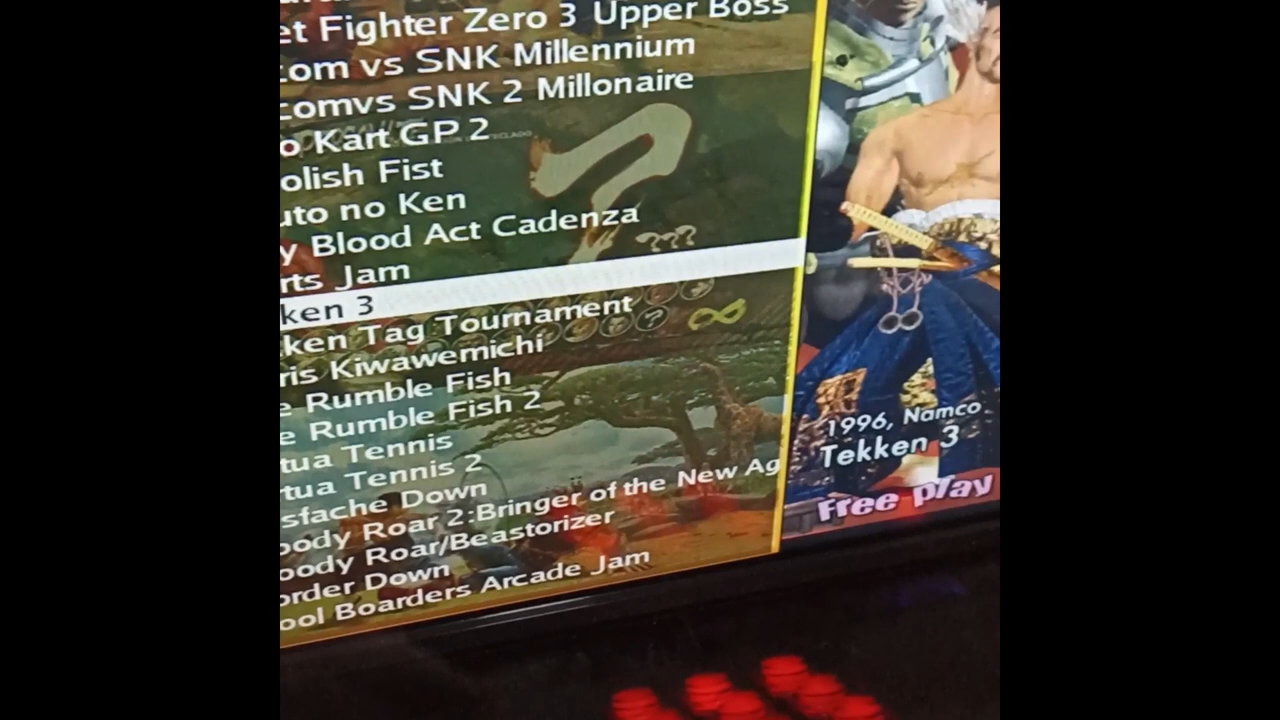 et Fighter Zero 3 Upper Boss
com vs SNK Millennium
comvs SNK 2 Millonaire
o Kart GP 2
olish Fist
uto no Ken
y Blood Act Cadenza
???
rts Jam
ken 3
ken Tag Tournament
?
ris Kiwawemichi
e Rumble Fish
e Rumble Fish 2
tua Tennis
tua Tennis 2
sfache Down
oody Roar 2:Bringer of the New Ag
oody Roar/Beastorizer
order Down
ool Boarders Arcade Jam
1996, Namco
Tekken 3
Free play